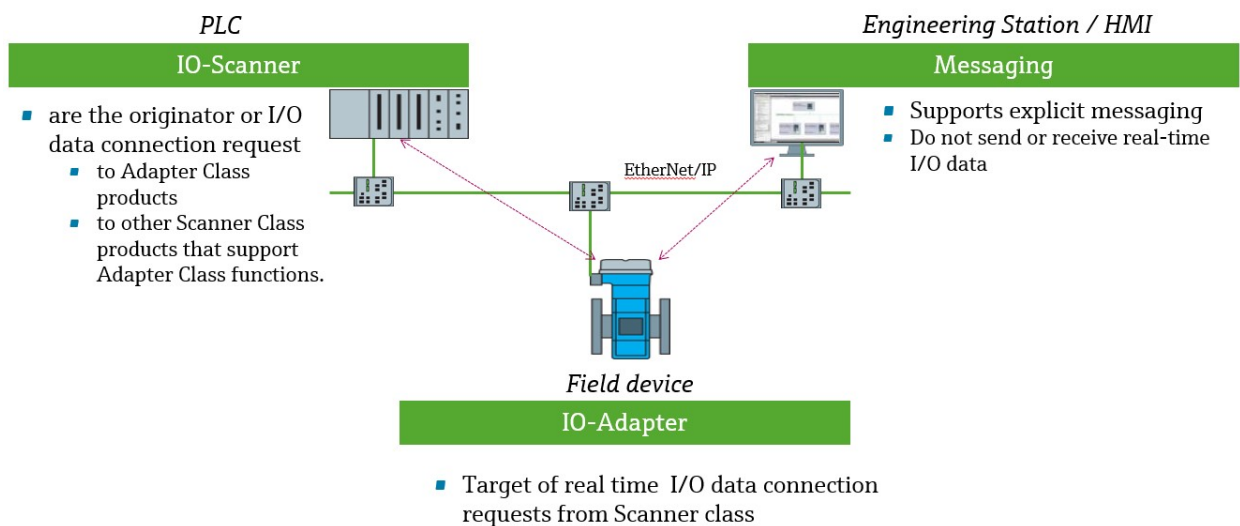 PLC
IO-Scanner
are the originator or I/O
data connection request
to Adapter Class
products
to other Scanner Class
products that support
Adapter Class functions.
Engineering Station / HMI
Messaging
Supports explicit messaging
Do not send or receive real-time
I/O data
EtherNet/IP
Field device
IO-Adapter
Target of real time I/O data connection
requests from Scanner class